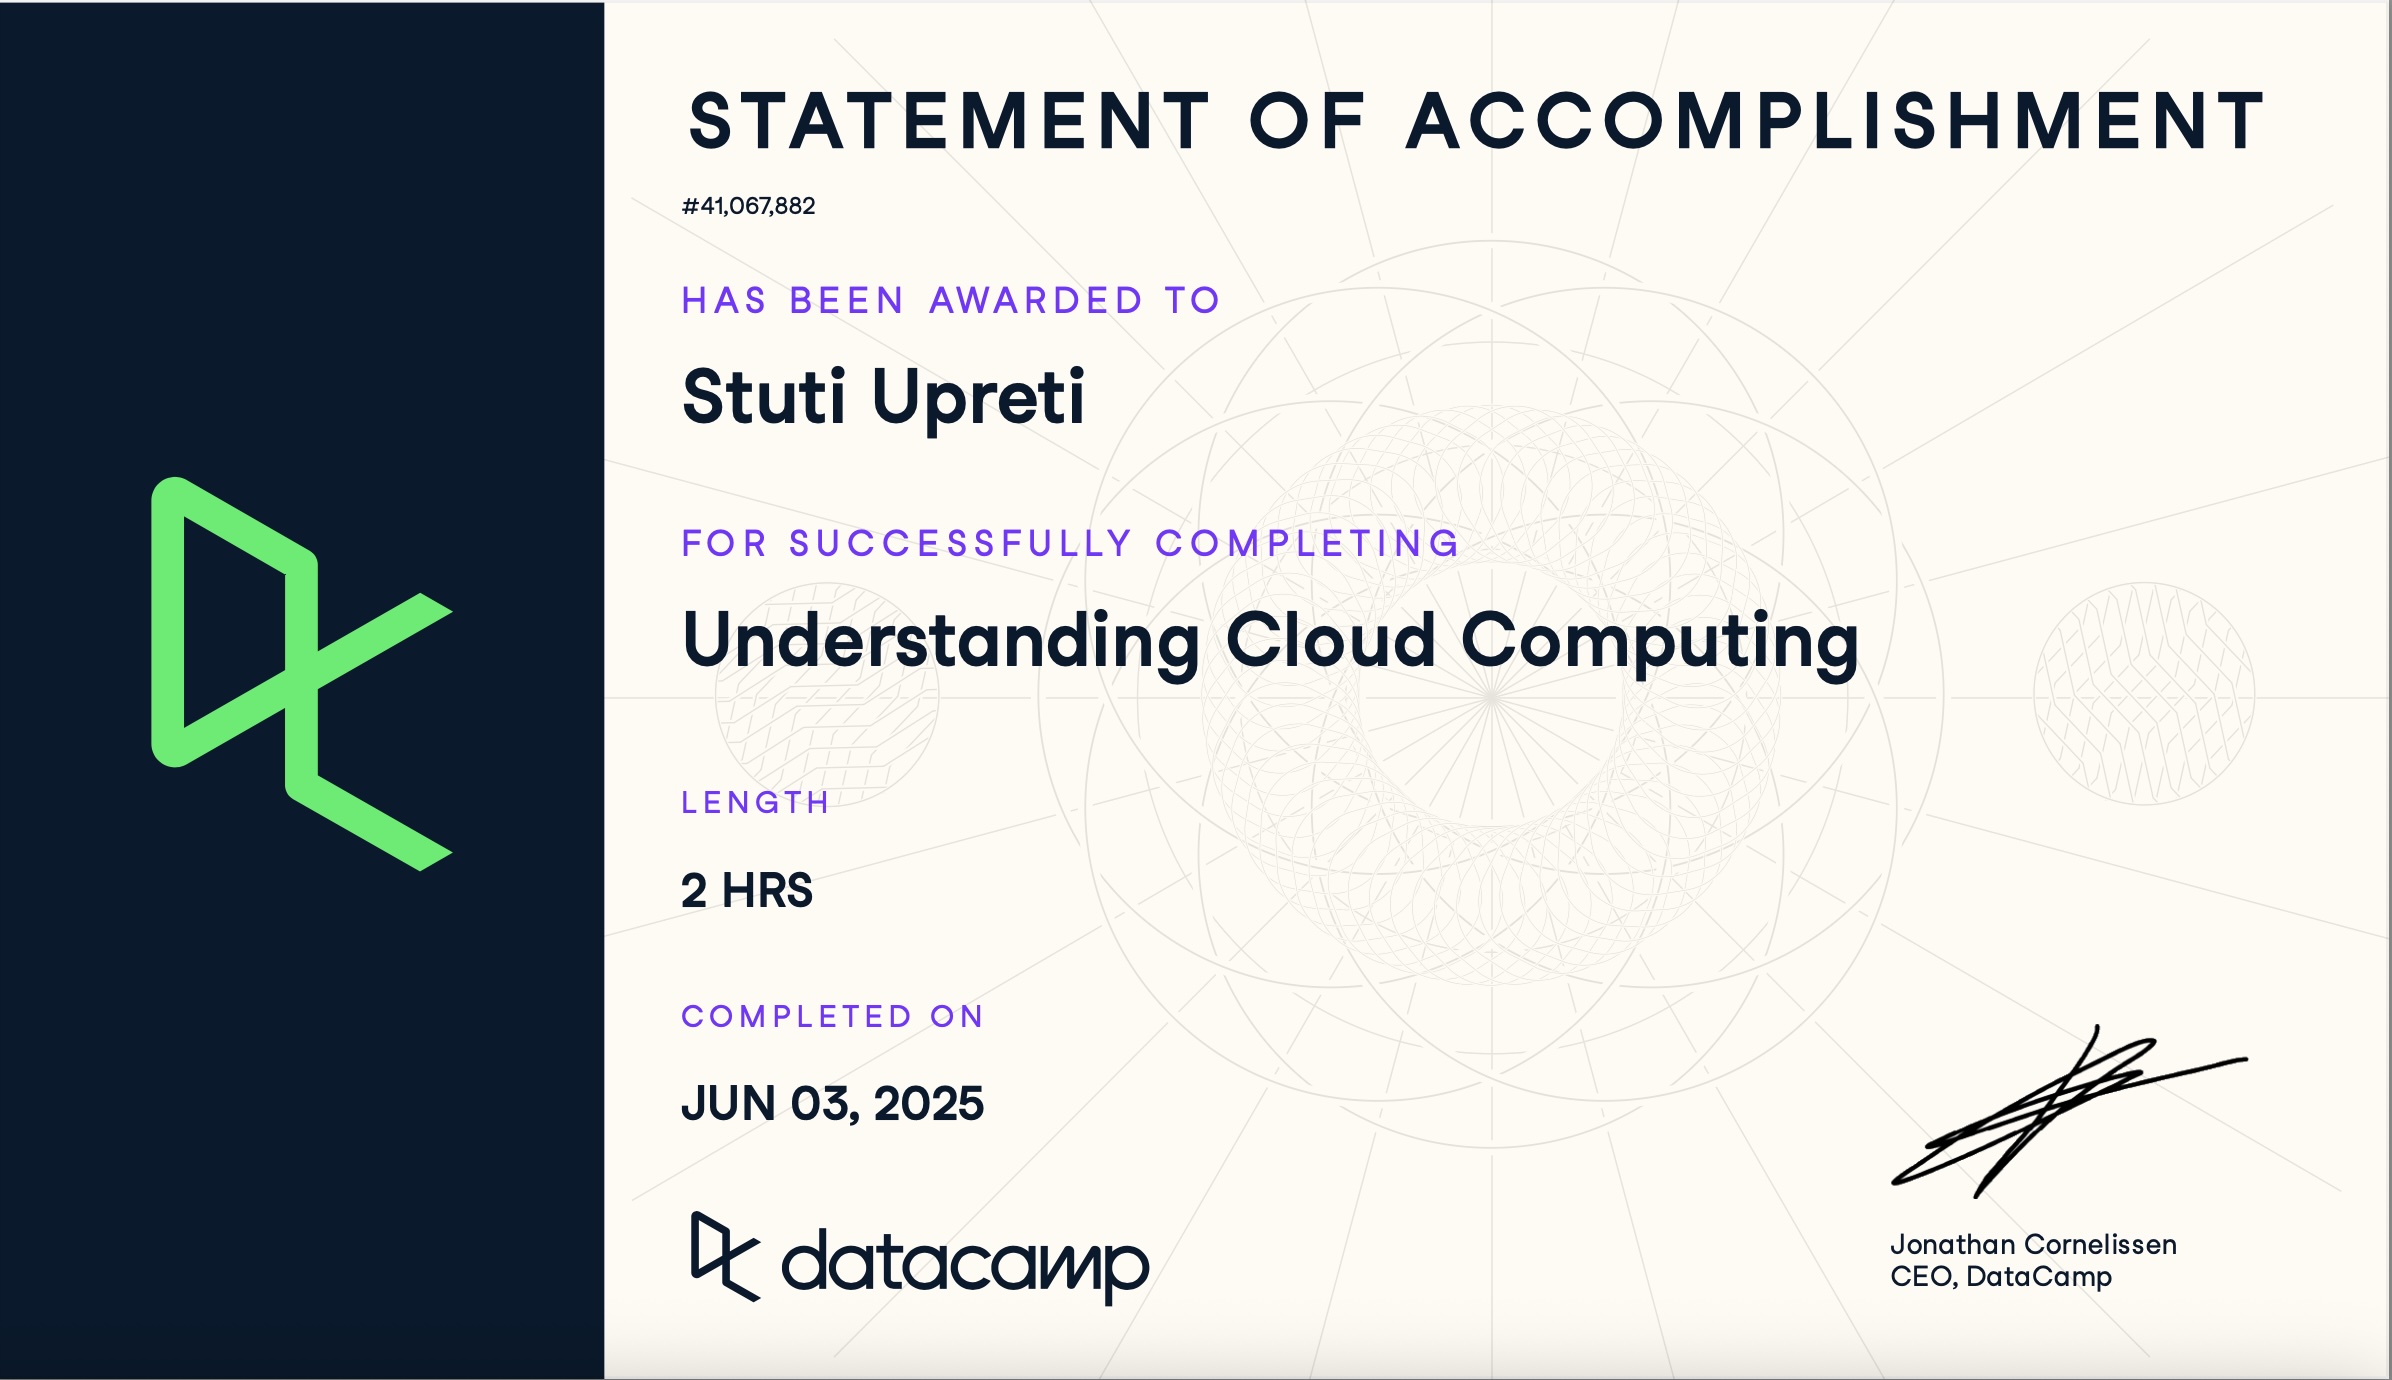 STATEMENT OF ACCOMPLISHMENT
#41,067,882
HAS BEEN AWARDED TO
Stuti Upreti
FOR SUCCESSFULLY COMPLETING
Understanding Cloud Computing
LENGTH
2 HRS
COMPLETED ON
JUN 03, 2025
datacamp
Jonathan Cornelissen
CEO, DataCamp